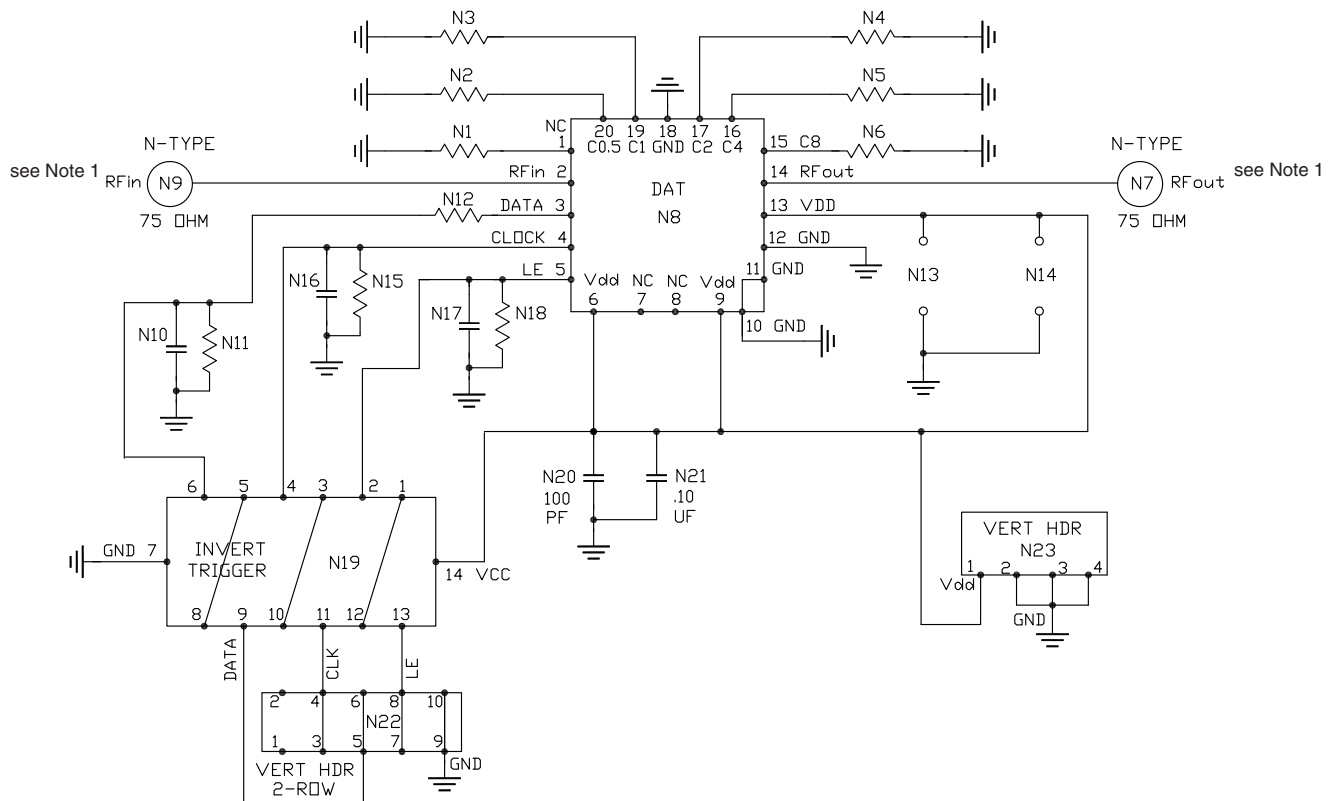 N3
N4
N2
N5
N1
N6
NC
1
20 19 18 17 16
C0.5 C1 GND C2 C4
15 C8
N-TYPE
N-TYPE
see Note 1
RFin
N9
75 OHM
RFin 2
DAT
N8
14 RFout
N7
RFout
see Note 1
75 OHM
N12
DATA 3
13 VDD
CLOCK 4
12 GND
LE 5
11
GND
Vdd
6
NC
7
NC
8
Vdd
9
10 GND
N16
N15
N17
N18
N13
N14
N10
N11
N20
100
PF
N21
.10
UF
6 5 4 3 2 1
GND 7
INVERT
TRIGGER
N19
14 VCC
8 9 10 11 12 13
VERT HDR
N23
1 2 3 4
Vdd
GND
DATA
CLK
LE
2 4 6 8 10
N22
1 3 5 7 9
GND
VERT HDR
2-ROW